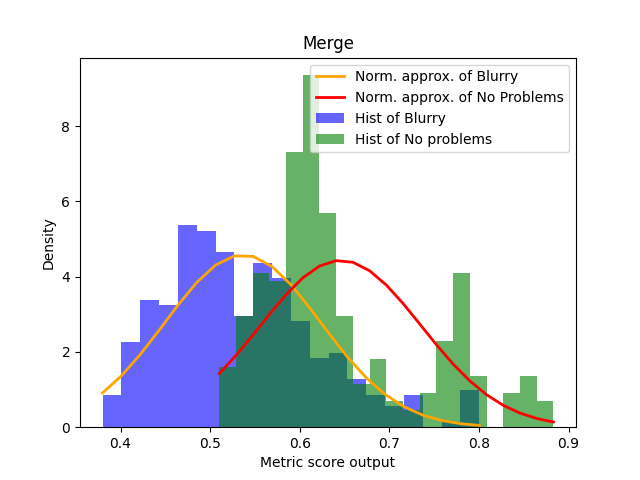 Merge
Norm. approx. of Blurry
Norm. approx. of No Problems
Hist of Blurry
Hist of No problems
Density
8
6
4
2
0
0.4 0.5 0.6 0.7 0.8 0.9
Metric score output